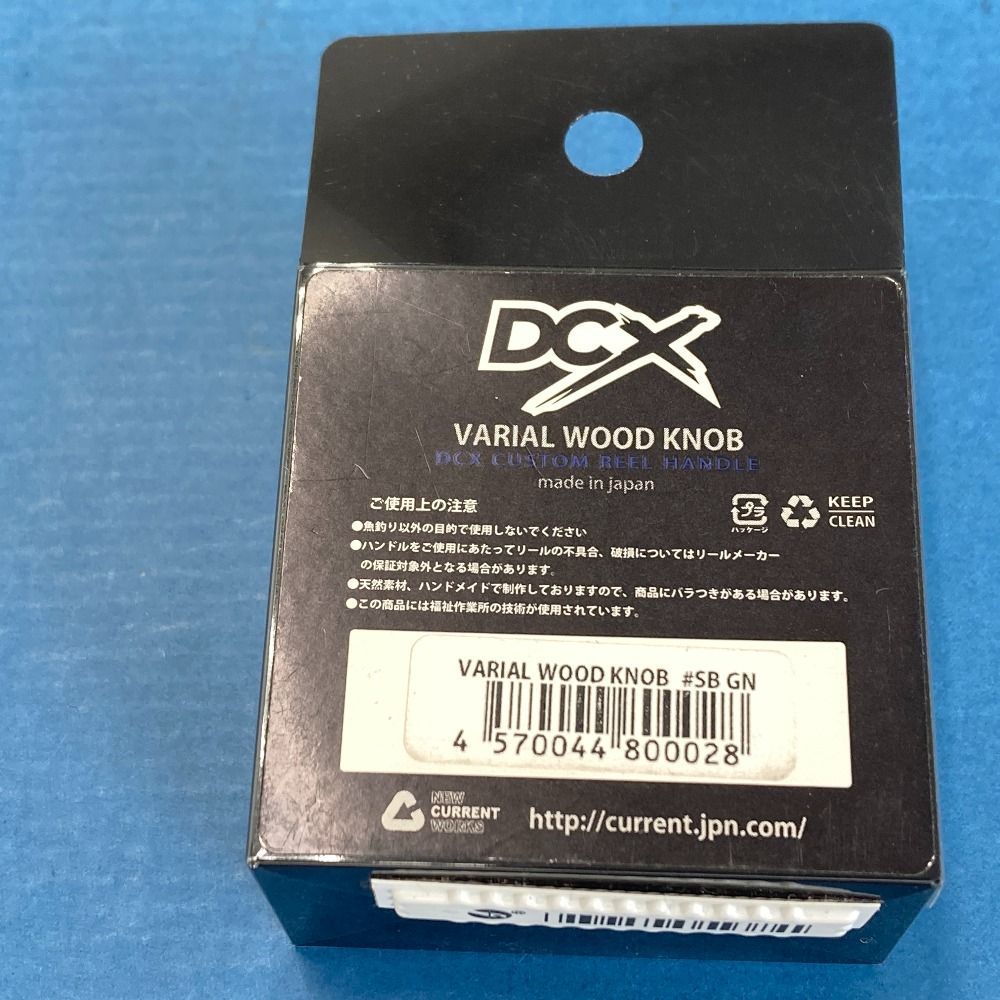 DCX
VARIAL WOOD KNOB
DCX CUSTOM REEL HANDLE
made in japan
ご使用上の注意
プラ
パッケージ
KEEP
CLEAN
●魚釣り以外の目的で使用しないでください
●ハンドルをご使用にあたってリールの不具合、破損についてはリールメーカー
の保証対象外となる場合があります。
●天然素材、ハンドメイドで制作しておりますので、商品にバラつきがある場合があります。
●この商品には福祉作業所の技術が使用されています。
VARIAL WOOD KNOB #SB GN
4 570044 800028
NEW
CURRENT
WORKS
http://current.jpn.com/